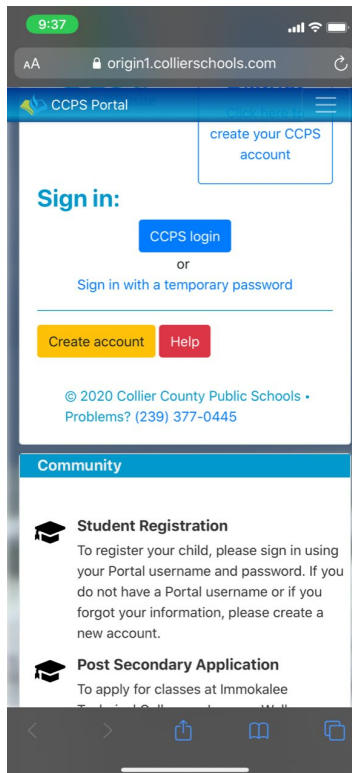 9:37
AA origin1.collierschools.com
CCPS Portal
Click here to
create your CCPS
account
Sign in:
CCPS login
or
Sign in with a temporary password
Create account Help
© 2020 Collier County Public Schools •
Problems? (239) 377-0445
Community
Student Registration
To register your child, please sign in using
your Portal username and password. If you
do not have a Portal username or if you
forgot your information, please create a
new account.
Post Secondary Application
To apply for classes at Immokalee